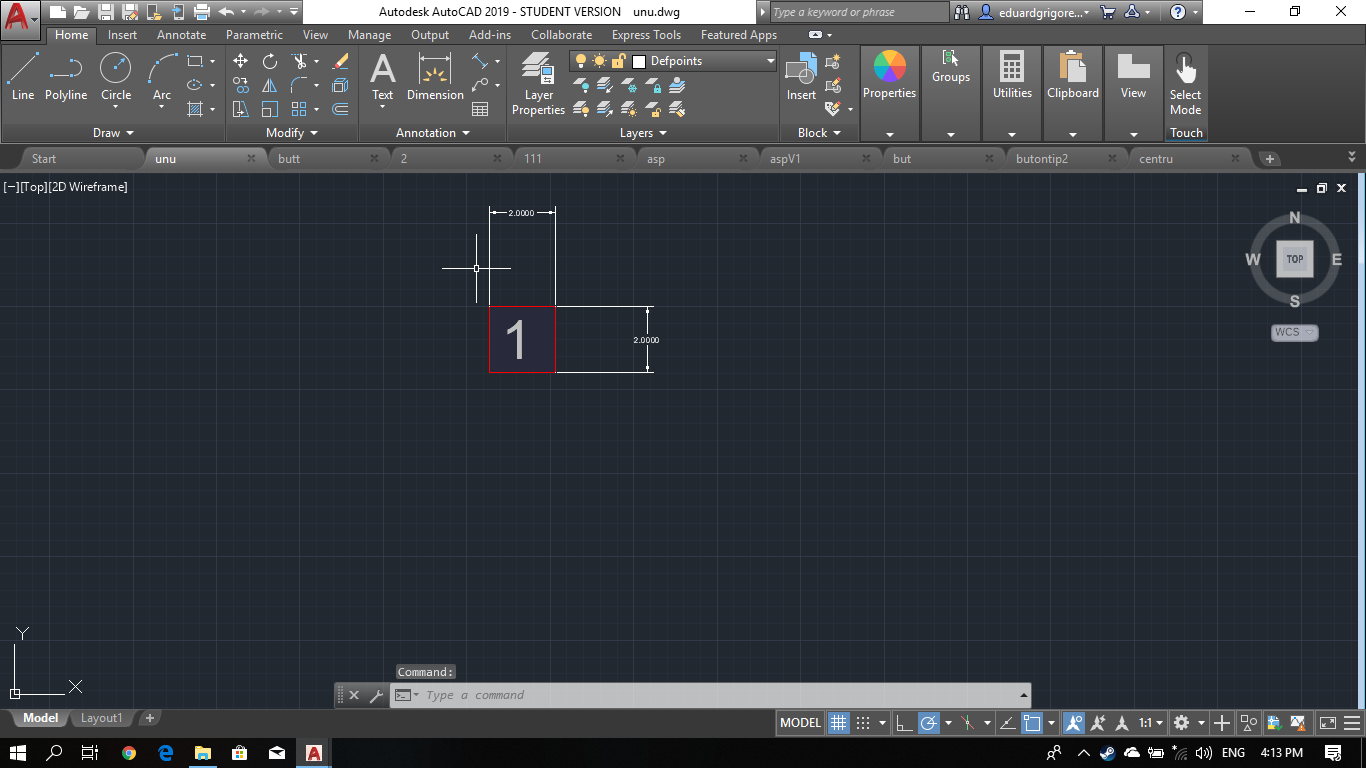 Autodesk AutoCAD 2019 - STUDENT VERSION unu.dwg
Type a keyword or phrase
eduardgrigore...
Home Insert Annotate Parametric View Manage Output Add-ins Collaborate Express Tools Featured Apps
Line Polyline Circle Arc
Text Dimension
Layer Properties
Defpoints
Insert
Properties Groups Utilities Clipboard View
Select Mode
Draw Modify Annotation Layers Block Touch
Start unu butt 2 111 asp aspV1 but butontip2 centru
[−][Top][2D Wireframe]
2.0000
1
2.0000
N
W TOP E
S
WCS
Y
X
Command:
Type a command
Model Layout1
MODEL 1:1
ENG 4:13 PM